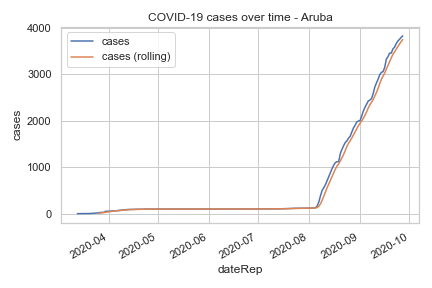 COVID-19 cases over time - Aruba
cases
cases (rolling)
4000
3000
2000
1000
0
cases
2020-04
2020-05
2020-06
2020-07
2020-08
2020-09
2020-10
dateRep